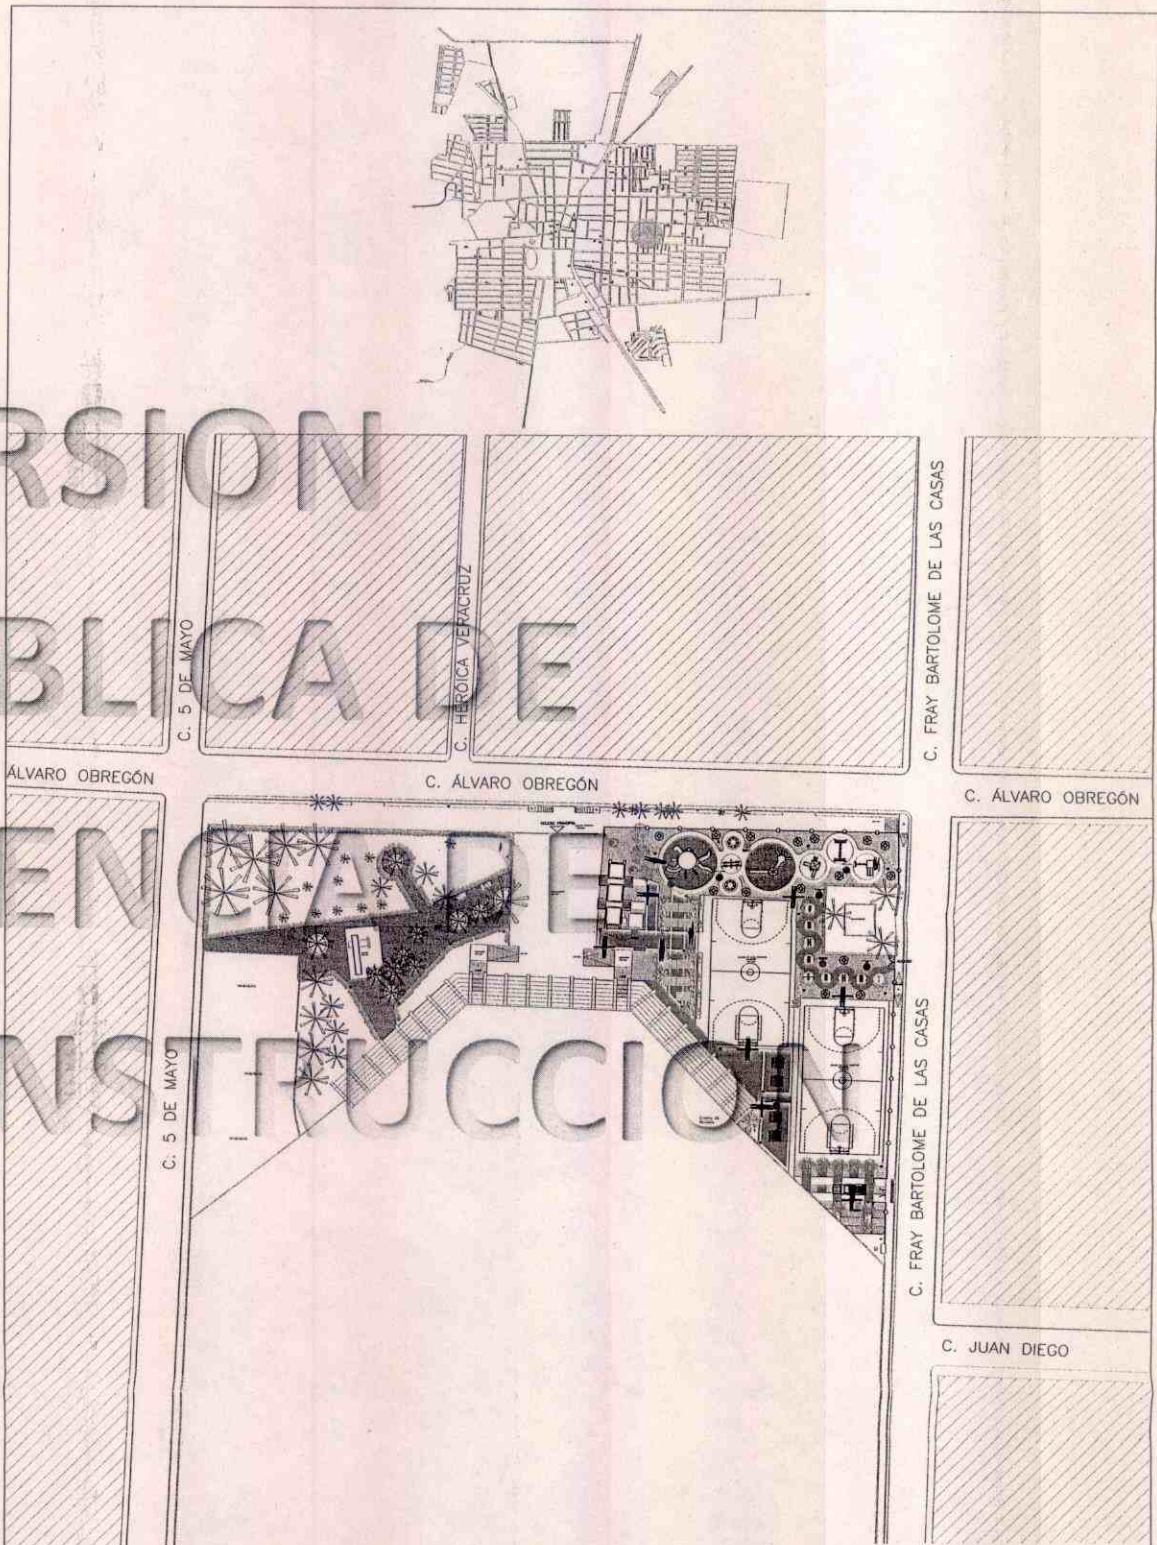 RSION
BLICA DE
ENCIA DE
NSTRUCCION
C. 5 DE MAYO
C. HEROICA VERACRUZ
C. FRAY BARTOLOME DE LAS CASAS
ÁLVARO OBREGÓN
C. ÁLVARO OBREGÓN
C. ÁLVARO OBREGÓN
C. 5 DE MAYO
C. FRAY BARTOLOME DE LAS CASAS
C. JUAN DIEGO